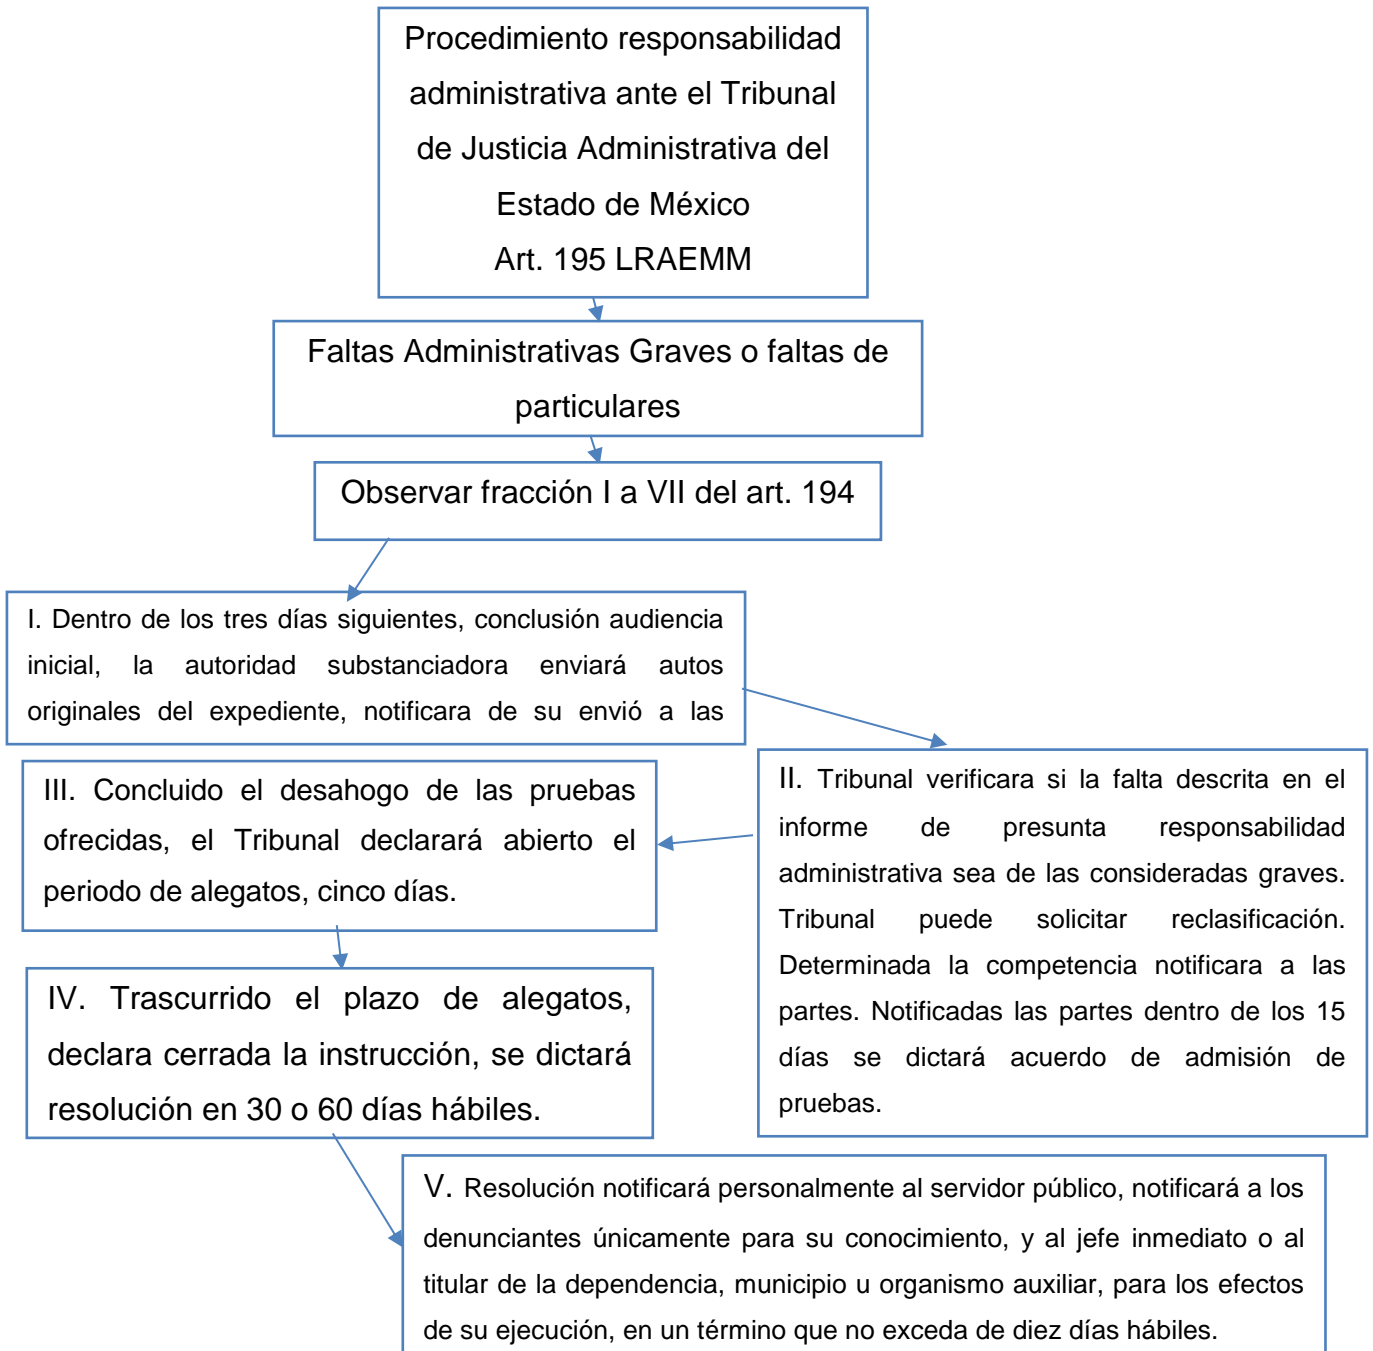 Procedimiento responsabilidad
administrativa ante el Tribunal
de Justicia Administrativa del
Estado de México
Art. 195 LRAEMM
Faltas Administrativas Graves o faltas de
particulares
Observar fracción I a VII del art. 194
I. Dentro de los tres días siguientes, conclusión audiencia
inicial, la autoridad substanciadora enviará autos
originales del expediente, notificara de su envió a las
II. Tribunal verificara si la falta descrita en el
informe de presunta responsabilidad
administrativa sea de las consideradas graves.
Tribunal puede solicitar reclasificación.
Determinada la competencia notificara a las
partes. Notificadas las partes dentro de los 15
días se dictará acuerdo de admisión de
pruebas.
III. Concluido el desahogo de las pruebas
ofrecidas, el Tribunal declarará abierto el
periodo de alegatos, cinco días.
IV. Trascurrido el plazo de alegatos,
declara cerrada la instrucción, se dictará
resolución en 30 o 60 días hábiles.
V. Resolución notificará personalmente al servidor público, notificará a los
denunciantes únicamente para su conocimiento, y al jefe inmediato o al
titular de la dependencia, municipio u organismo auxiliar, para los efectos
de su ejecución, en un término que no exceda de diez días hábiles.